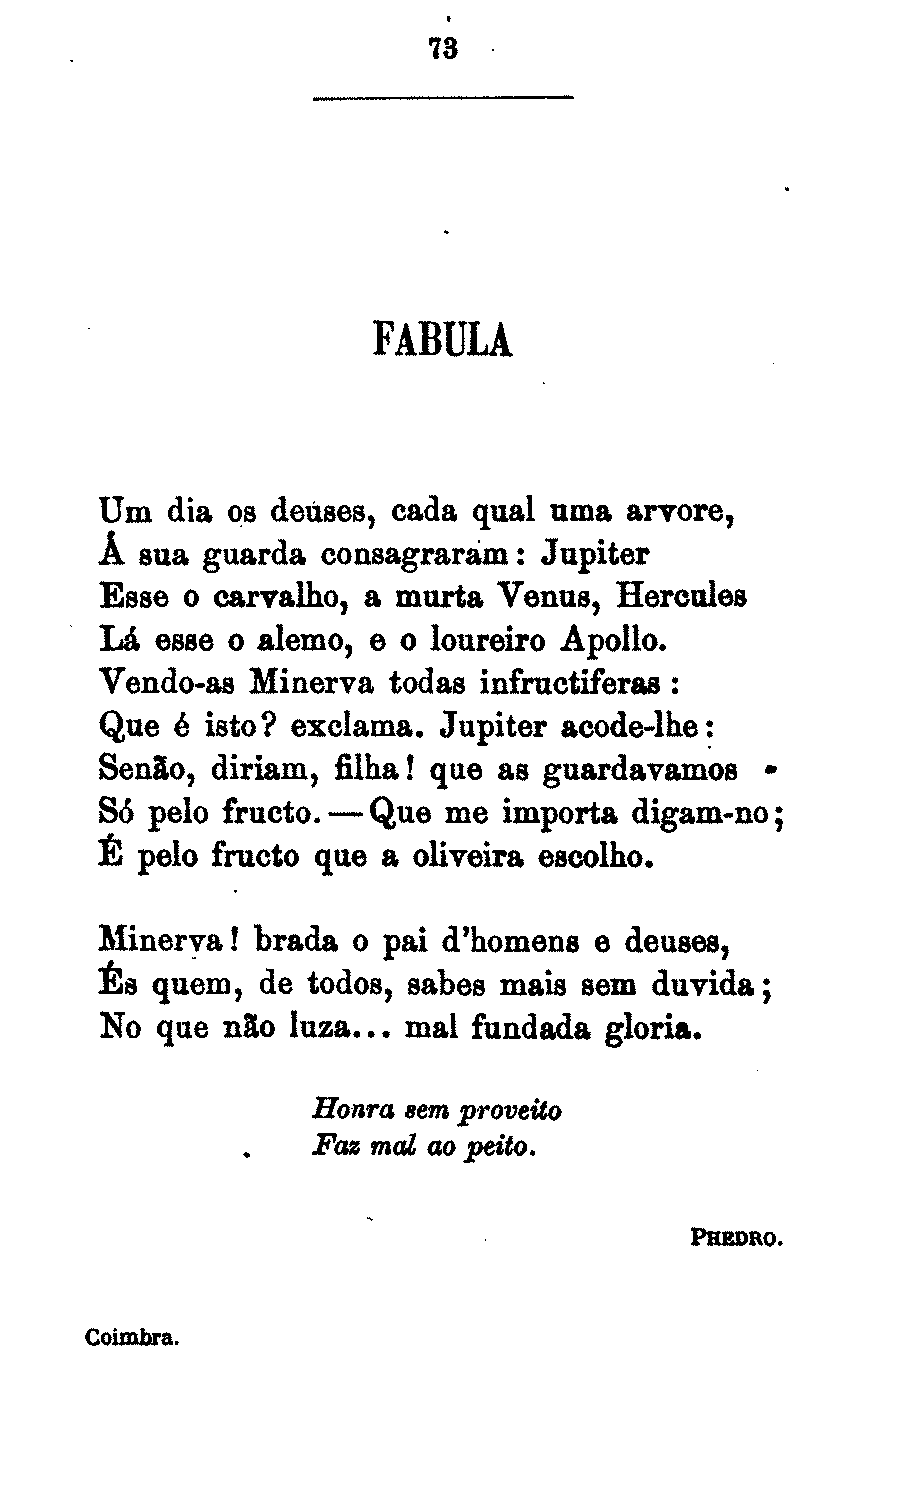 73
FABULA
Um dia os deuses, cada qual uma arvore,
Á sua guarda consagraram: Jupiter
Esse o carvalho, a murta Venus, Hercules
Lá esse o alemo, e o loureiro Apollo.
Vendo-as Minerva todas infructiferas:
Que é isto? exclama. Jupiter acode-lhe:
Senão, diriam, filha! que as guardavamos
Só pelo fructo. — Que me importa digam-no;
É pelo fructo que a oliveira escolho.
Minerva! brada o pai d'homens e deuses,
És quem, de todos, sabes mais sem duvida;
No que não luza... mal fundada gloria.
Honra sem proveito
Faz mal ao peito.
PHEDRO.
Coimbra.